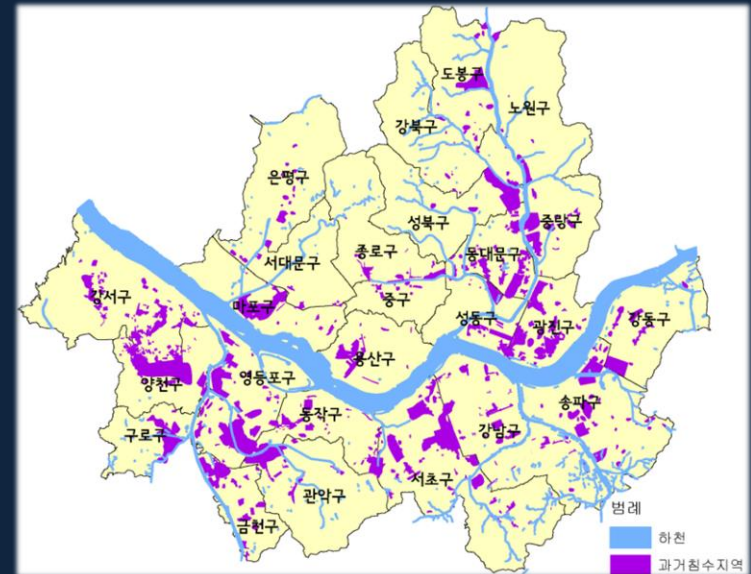 도봉구
노원구
강북구
은평구
성북구
중랑구
종로구
동대문구
서대문구
강서구
중구
마포구
성동구
광진구
강동구
용산구
양천구
영등포구
송파구
동작구
강남구
구로구
서초구
관악구
금천구
범례
하천
과거침수지역